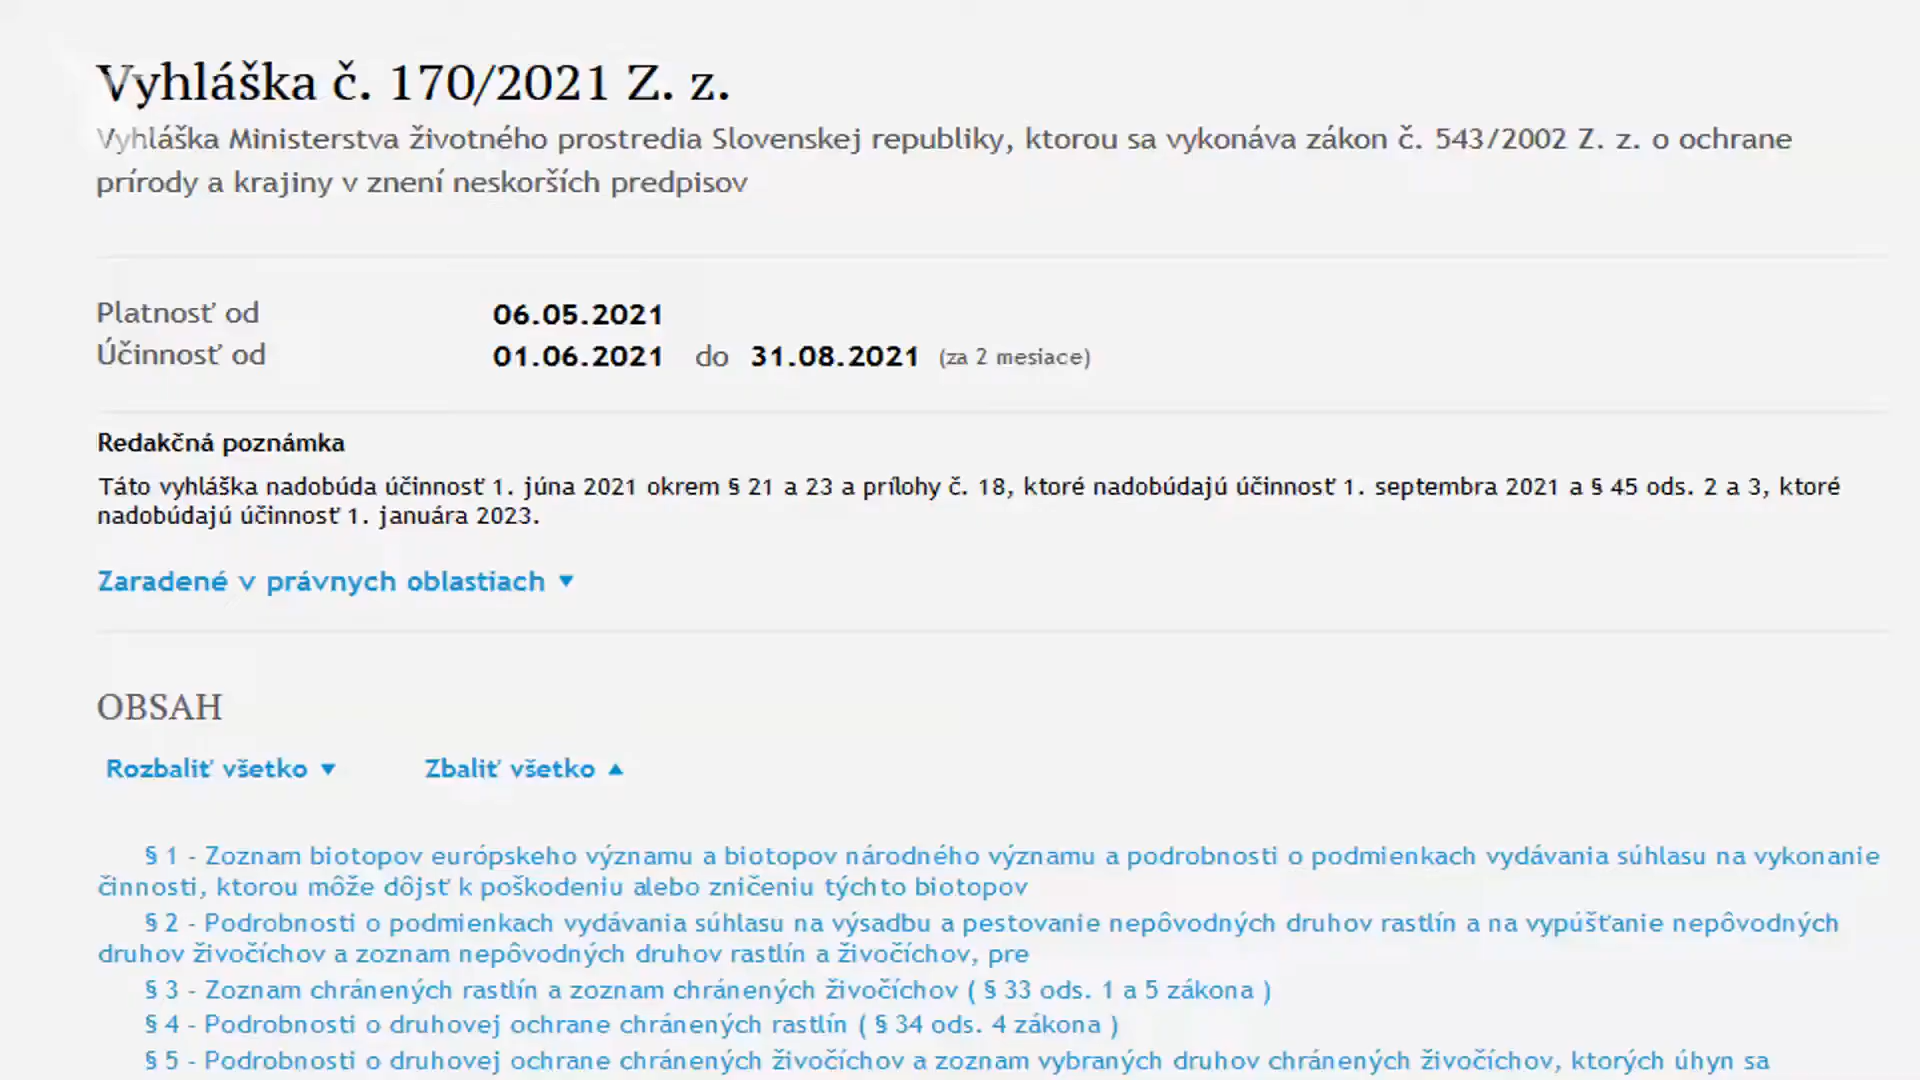 Vyhláška č. 170/2021 Z. z.
Vyhláška Ministerstva životného prostredia Slovenskej republiky, ktorou sa vykonáva zákon č. 543/2002 Z. z. o ochrane
prírody a krajiny v znení neskorších predpisov
Platnosť od 06.05.2021
Účinnosť od 01.06.2021 do 31.08.2021 (za 2 mesiace)
Redakčná poznámka
Táto vyhláška nadobúda účinnosť 1. júna 2021 okrem § 21 a 23 a prílohy č. 18, ktoré nadobúdajú účinnosť 1. septembra 2021 a § 45 ods. 2 a 3, ktoré
nadobúdajú účinnosť 1. januára 2023.
Zaradené v právnych oblastiach ▼
OBSAH
Rozbaliť všetko ▼ Zbaliť všetko ▲
§ 1 - Zoznam biotopov európskeho významu a biotopov národného významu a podrobnosti o podmienkach vydávania súhlasu na vykonanie
činnosti, ktorou môže dôjsť k poškodeniu alebo zničeniu týchto biotopov
§ 2 - Podrobnosti o podmienkach vydávania súhlasu na výsadbu a pestovanie nepôvodných druhov rastlín a na vypúšťanie nepôvodných
druhov živočíchov a zoznam nepôvodných druhov rastlín a živočíchov, pre
§ 3 - Zoznam chránených rastlín a zoznam chránených živočíchov ( § 33 ods. 1 a 5 zákona )
§ 4 - Podrobnosti o druhovej ochrane chránených rastlín ( § 34 ods. 4 zákona )
§ 5 - Podrobnosti o druhovej ochrane chránených živočíchov a zoznam vybraných druhov chránených živočíchov, ktorých úhyn sa